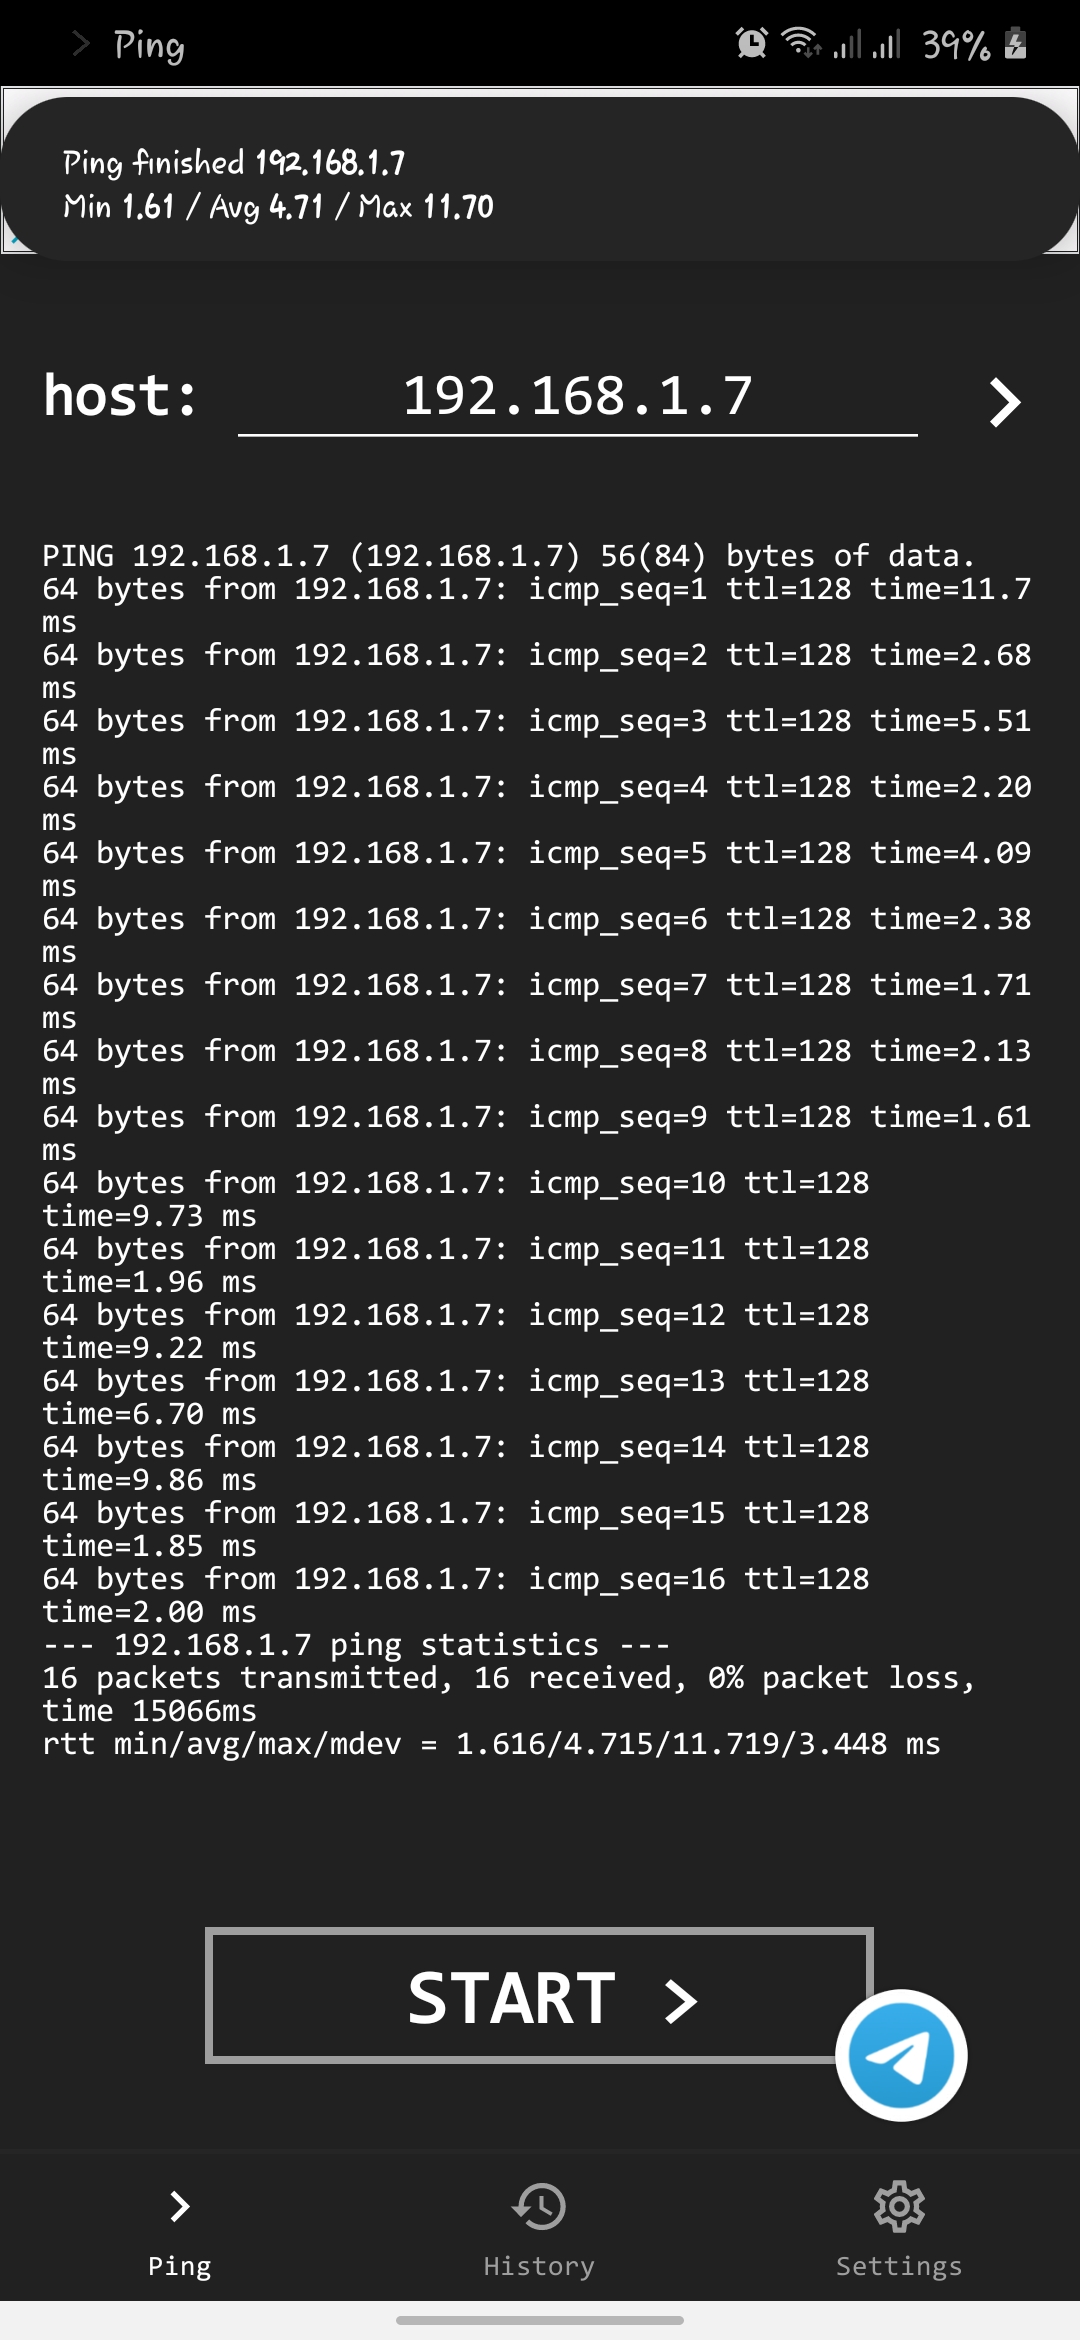 Ping
39%
Ping finished 192.168.1.7
Min 1.61 / Avg 4.71 / Max 11.70
host: 192.168.1.7
PING 192.168.1.7 (192.168.1.7) 56(84) bytes of data.
64 bytes from 192.168.1.7: icmp_seq=1 ttl=128 time=11.7
ms
64 bytes from 192.168.1.7: icmp_seq=2 ttl=128 time=2.68
ms
64 bytes from 192.168.1.7: icmp_seq=3 ttl=128 time=5.51
ms
64 bytes from 192.168.1.7: icmp_seq=4 ttl=128 time=2.20
ms
64 bytes from 192.168.1.7: icmp_seq=5 ttl=128 time=4.09
ms
64 bytes from 192.168.1.7: icmp_seq=6 ttl=128 time=2.38
ms
64 bytes from 192.168.1.7: icmp_seq=7 ttl=128 time=1.71
ms
64 bytes from 192.168.1.7: icmp_seq=8 ttl=128 time=2.13
ms
64 bytes from 192.168.1.7: icmp_seq=9 ttl=128 time=1.61
ms
64 bytes from 192.168.1.7: icmp_seq=10 ttl=128
time=9.73 ms
64 bytes from 192.168.1.7: icmp_seq=11 ttl=128
time=1.96 ms
64 bytes from 192.168.1.7: icmp_seq=12 ttl=128
time=9.22 ms
64 bytes from 192.168.1.7: icmp_seq=13 ttl=128
time=6.70 ms
64 bytes from 192.168.1.7: icmp_seq=14 ttl=128
time=9.86 ms
64 bytes from 192.168.1.7: icmp_seq=15 ttl=128
time=1.85 ms
64 bytes from 192.168.1.7: icmp_seq=16 ttl=128
time=2.00 ms
--- 192.168.1.7 ping statistics ---
16 packets transmitted, 16 received, 0% packet loss,
time 15066ms
rtt min/avg/max/mdev = 1.616/4.715/11.719/3.448 ms
START >
Ping
History
Settings